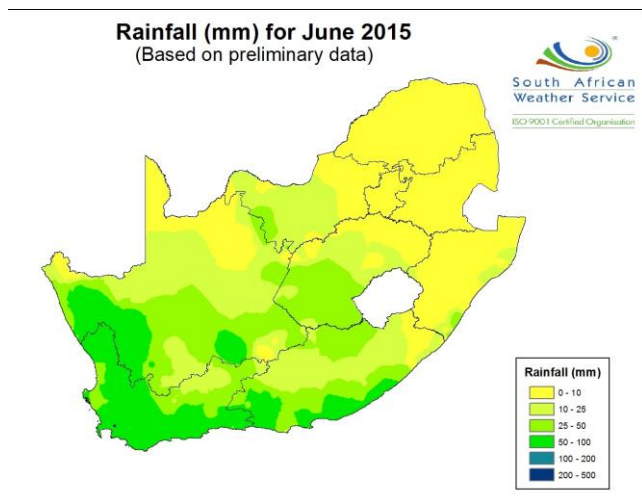 Rainfall (mm) for June 2015
(Based on preliminary data)
South African
Weather Service
ISO 9001 Certified Organisation
Rainfall (mm)
0 - 10
10 - 25
25 - 50
50 - 100
100 - 200
200 - 500